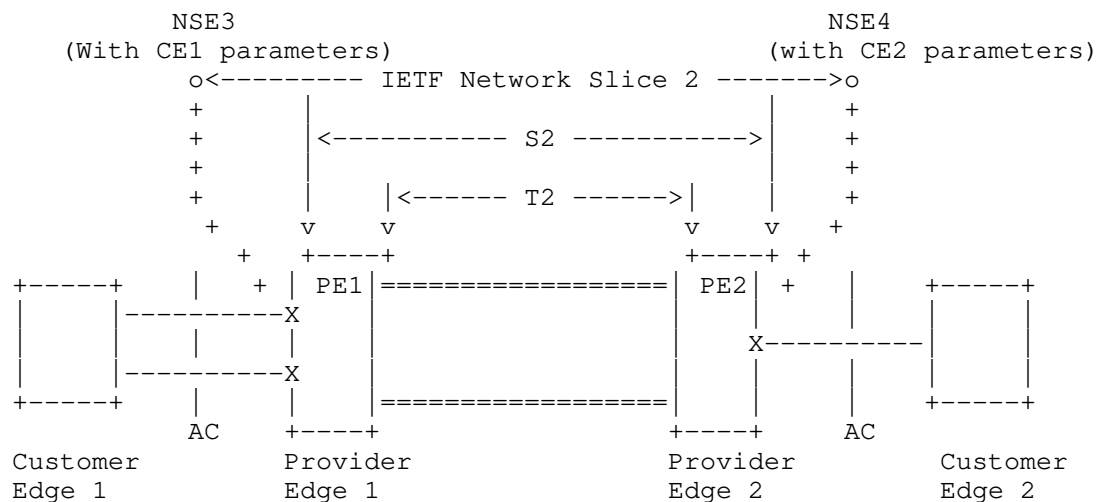 NSE3 NSE4
(With CE1 parameters) (with CE2 parameters)
o<--------- IETF Network Slice 2 ------->o
+ | | +
+ |<----------- S2 ----------->| +
+ | | +
+ | |<------ T2 ------>| | +
+ v v v v +
+ +----+ +----+ +
+-----+ | + | PE1|==================| PE2| + | +-----+
| |----------X | | | | | |
| | | | | | X----------| |
| |----------X | | | | | |
+-----+ | | |==================| | | +-----+
AC +----+ +----+ AC
Customer Provider Provider Customer
Edge 1 Edge 1 Edge 2 Edge 2